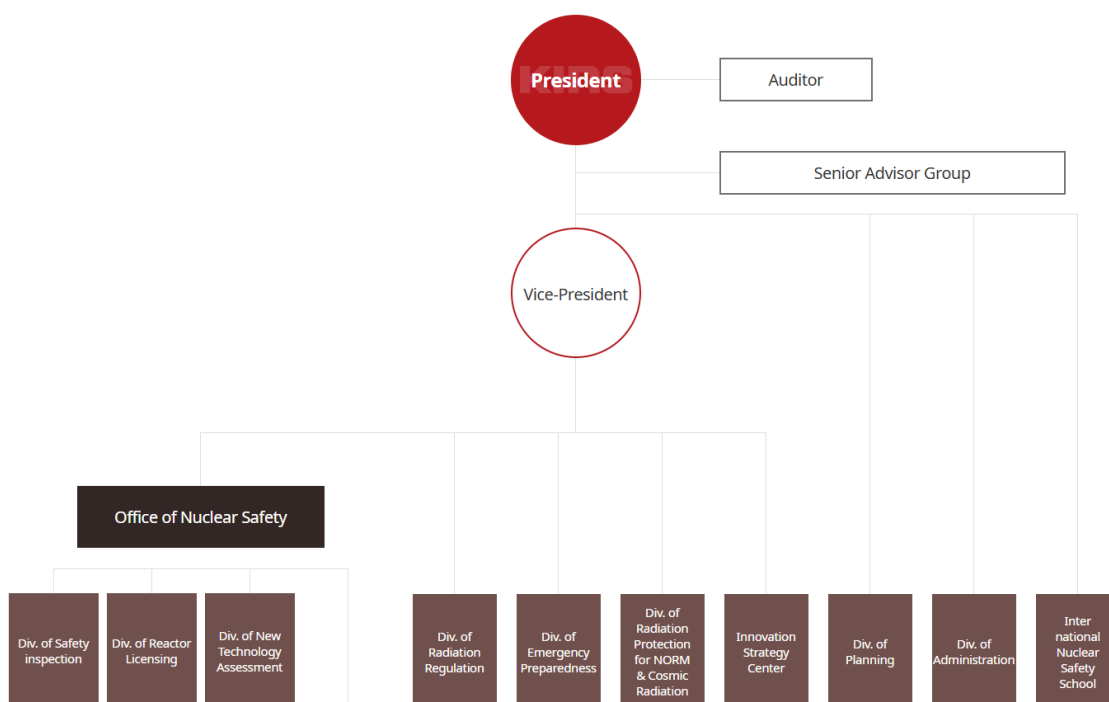 KINS
President
Auditor
Senior Advisor Group
Vice-President
Office of Nuclear Safety
Div. of Safety
inspection
Div. of Reactor
Licensing
Div. of New
Technology
Assessment
Div. of
Radiation
Regulation
Div. of
Emergency
Preparedness
Div. of
Radiation
Protection
for NORM
& Cosmic
Radiation
Innovation
Strategy
Center
Div. of
Planning
Div. of
Administration
Inter
national
Nuclear
Safety
School